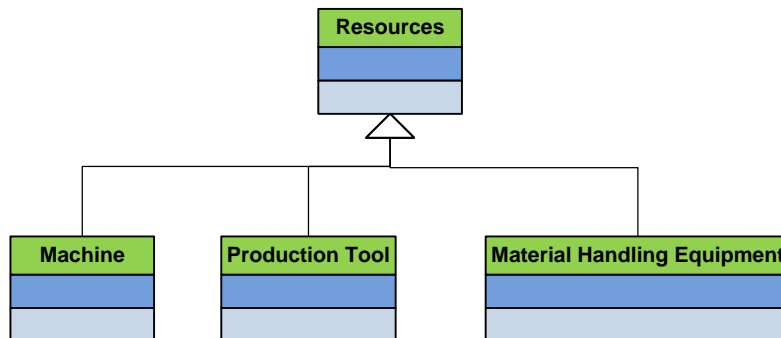 Resources
Machine
Production Tool
Material Handling Equipment